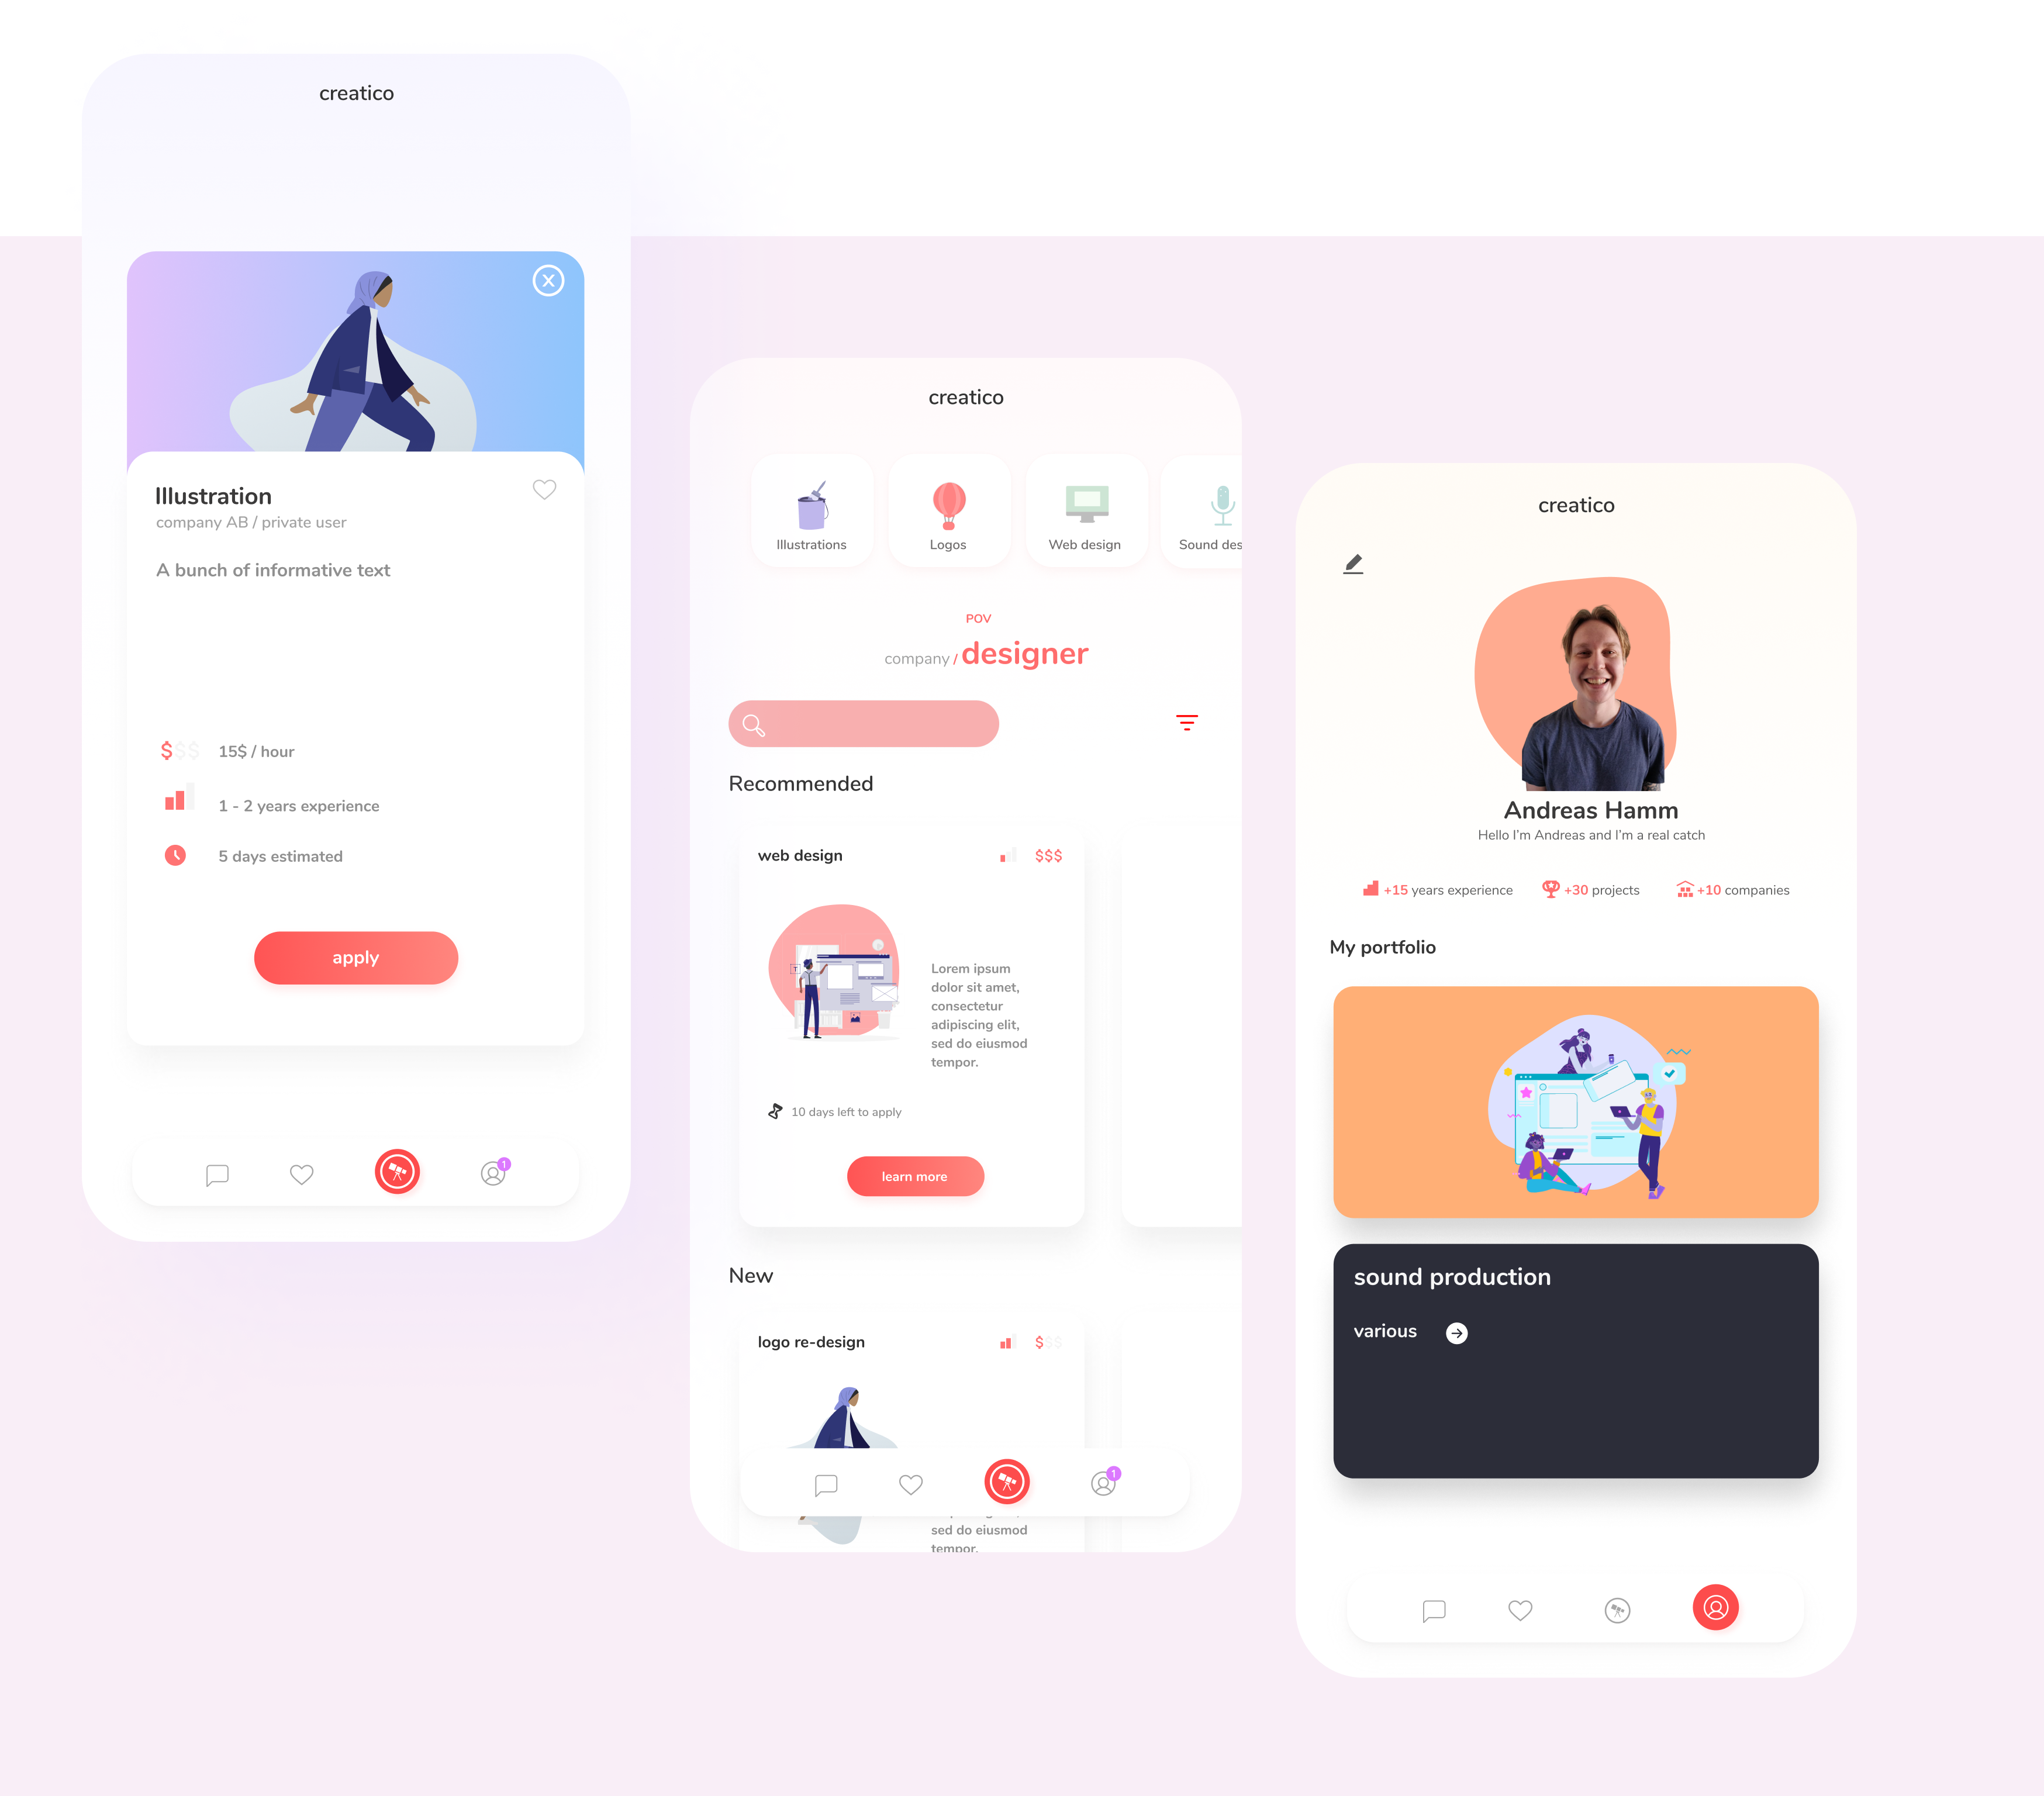 creatico
Illustration
company AB / private user
A bunch of informative text
$$$ 15$ / hour
1 - 2 years experience
5 days estimated
apply
1
creatico
Illustrations
Logos
Web design
Sound des
POV
company / designer
Recommended
web design
$$$
T
Lorem ipsum
dolor sit amet,
consectetur
adipiscing elit,
sed do eiusmod
tempor.
10 days left to apply
learn more
New
logo re-design
$$$
1
sed do eiusmod
tempor.
creatico
Andreas Hamm
Hello I'm Andreas and I'm a real catch
+15 years experience
+30 projects
+10 companies
My portfolio
sound production
various